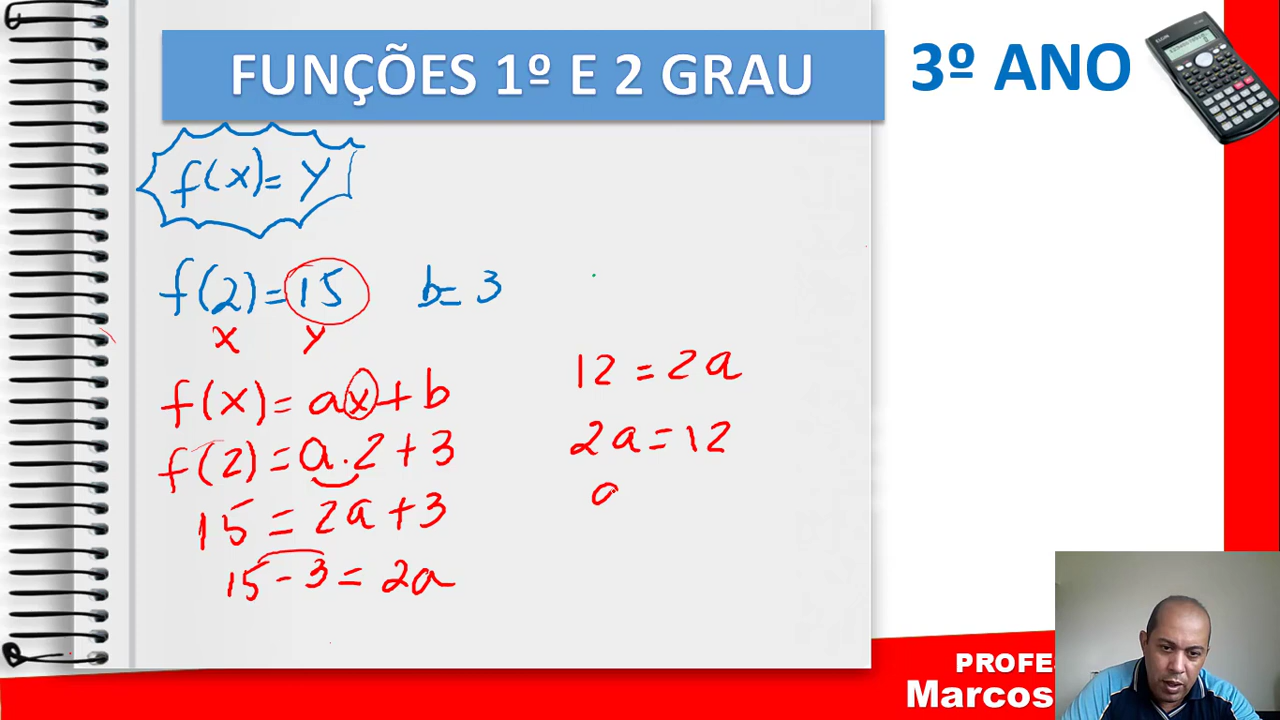 FUNÇÕES 1º E 2 GRAU
3º ANO
f(x)= y
f(2)=15 b=3
x y
f(x)= ax+b
f(2)=a.2+3
15=2a+3
15-3=2a
12=2a
2a=12
a
PROFES
Marcos